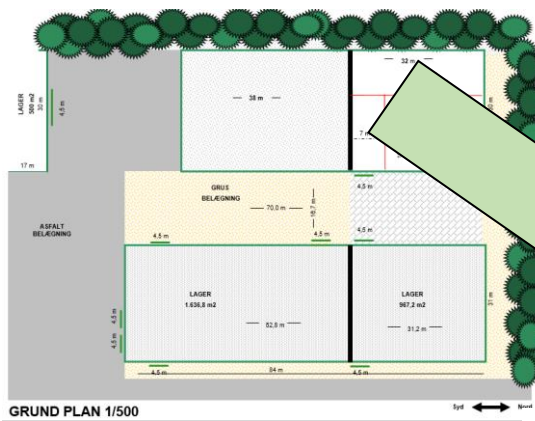 32 m
LAGER
500 m2
30 m
4,5 m
38 m
7 m
17 m
4,5 m
GRUS
BELÆGNING
70,0 m
16,7 m
ASFALT
BELÆGNING
4,5 m
4,5 m
4,5 m
LAGER
1.636,8 m2
LAGER
967,2 m2
31 m
4,5 m
4,5 m
52,8 m
31,2 m
4,5 m
84 m
4,5 m
GRUND PLAN 1/500
Syd
Nord